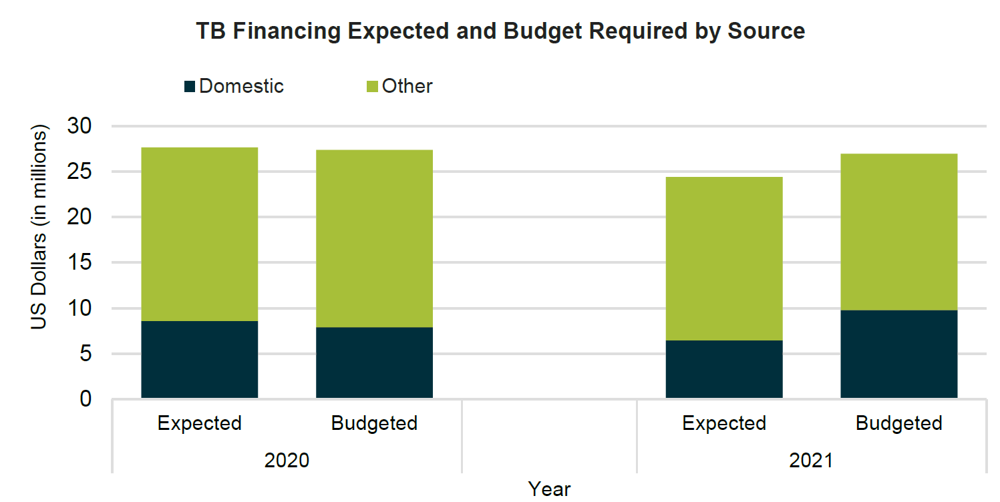 TB Financing Expected and Budget Required by Source
Domestic Other
US Dollars (in millions)
30
25
20
15
10
5
0
Expected Budgeted Expected Budgeted
2020 2021
Year